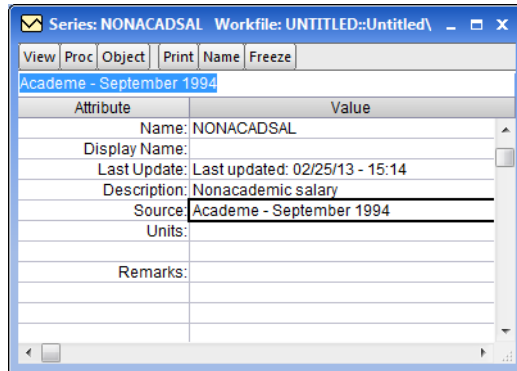 Series: NONACADSAL Workfile: UNTITLED::Untitled\
View Proc Object Print Name Freeze
Academe - September 1994
Attribute Value
Name: NONACADSAL
Display Name:
Last Update: Last updated: 02/25/13 - 15:14
Description: Nonacademic salary
Source: Academe - September 1994
Units:
Remarks: